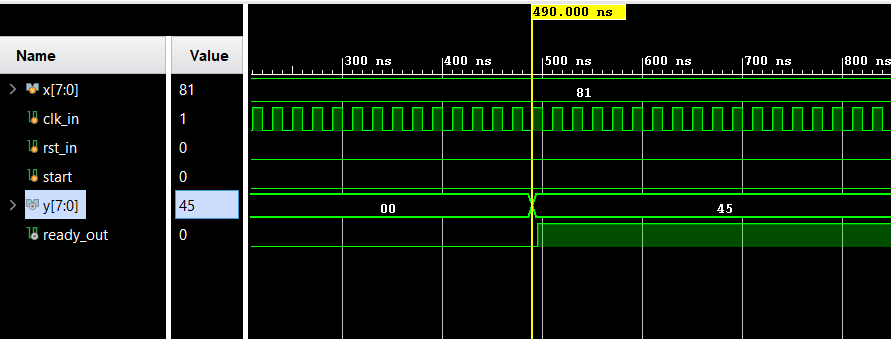 490.000 ns
Name Value
300 ns 400 ns 500 ns 600 ns 700 ns 800 ns
x[7:0] 81 81
clk_in 1
rst_in 0
start 0
y[7:0] 45 00 45
ready_out 0